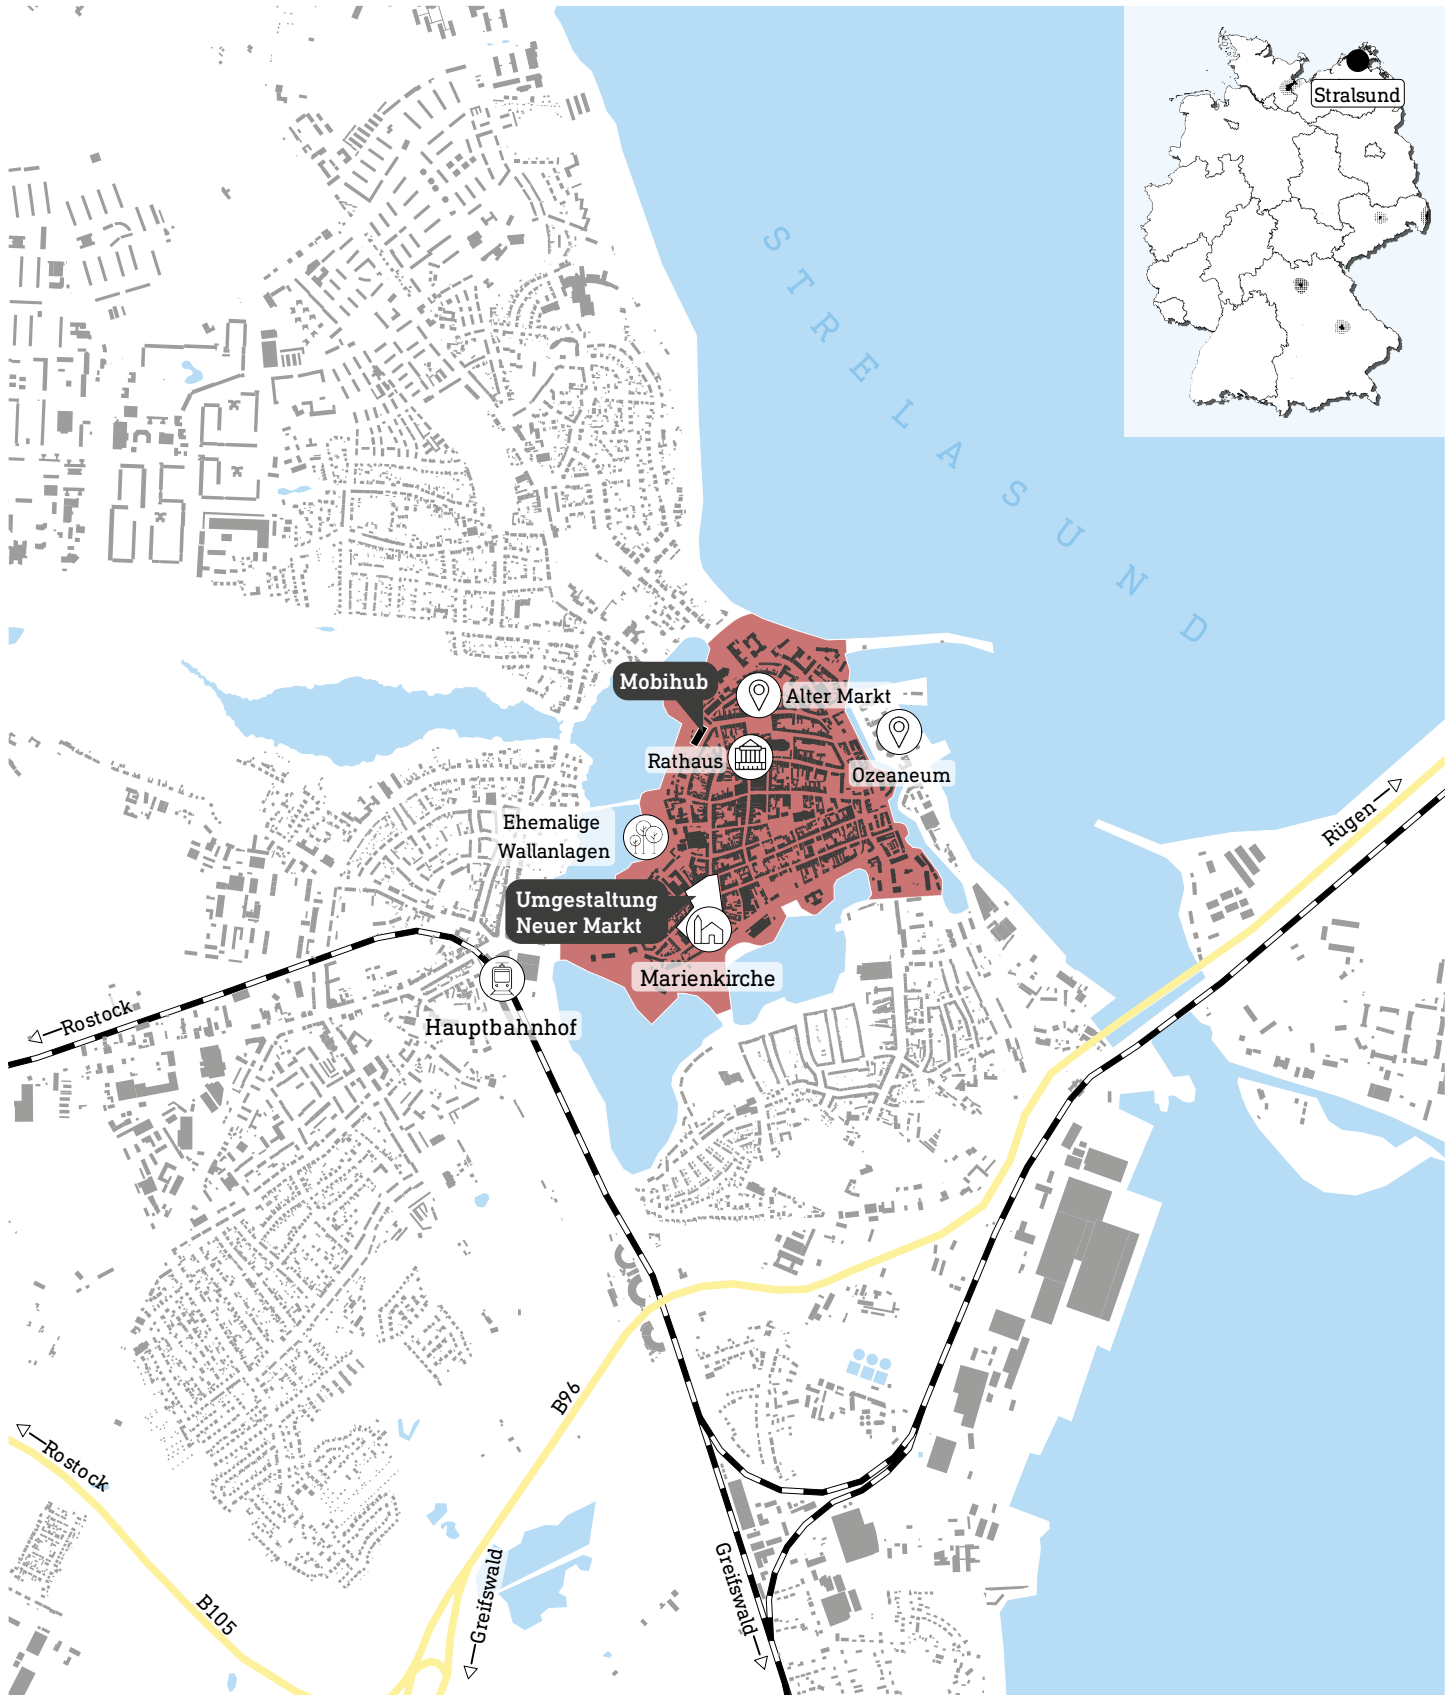 Stralsund
STRELASUND
Mobihub
Alter Markt
Rathaus
Ozeaneum
Rügen
Ehemalige
Wallanlagen
Umgestaltung
Neuer Markt
Marienkirche
Rostock
Hauptbahnhof
B96
Rostock
B105
Greifswald
Greifswald